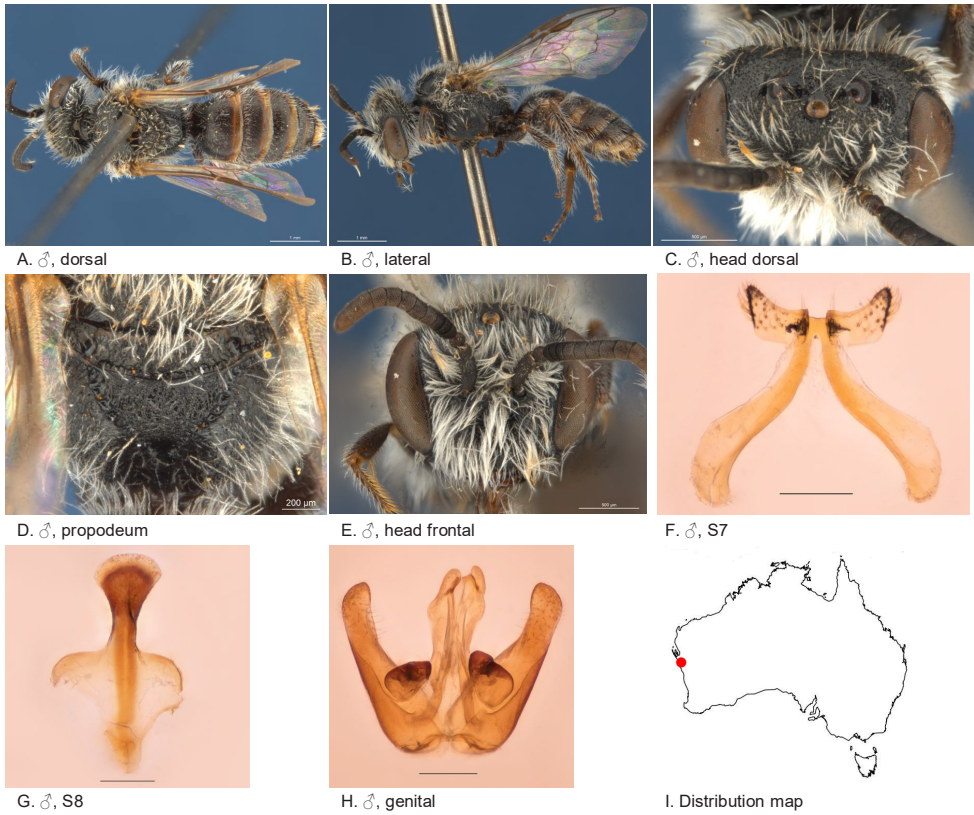 1 mm
1 mm
500 µm
A. ♂, dorsal
B. ♂, lateral
C. ♂, head dorsal
200 µm
500 µm
D. ♂, propodeum
E. ♂, head frontal
F. ♂, S7
G. ♂, S8
H. ♂, genital
I. Distribution map